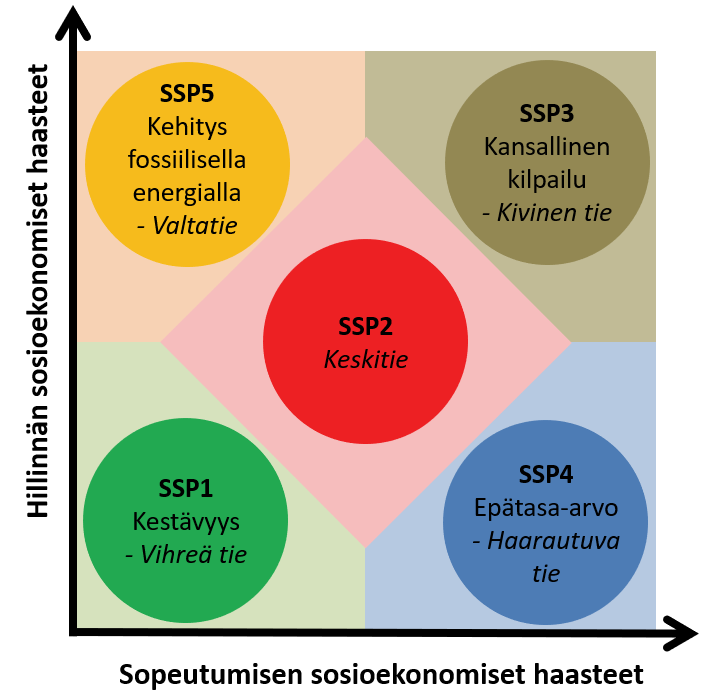 Hillinnän sosioekonomiset haasteet
SSP5
Kehitys
fossiilisella
energialla
- Valtatie
SSP3
Kansallinen
kilpailu
- Kivinen tie
SSP2
Keskitie
SSP1
Kestävyys
- Vihreä tie
SSP4
Epätasa-arvo
- Haarautuva
tie
Sopeutumisen sosioekonomiset haasteet